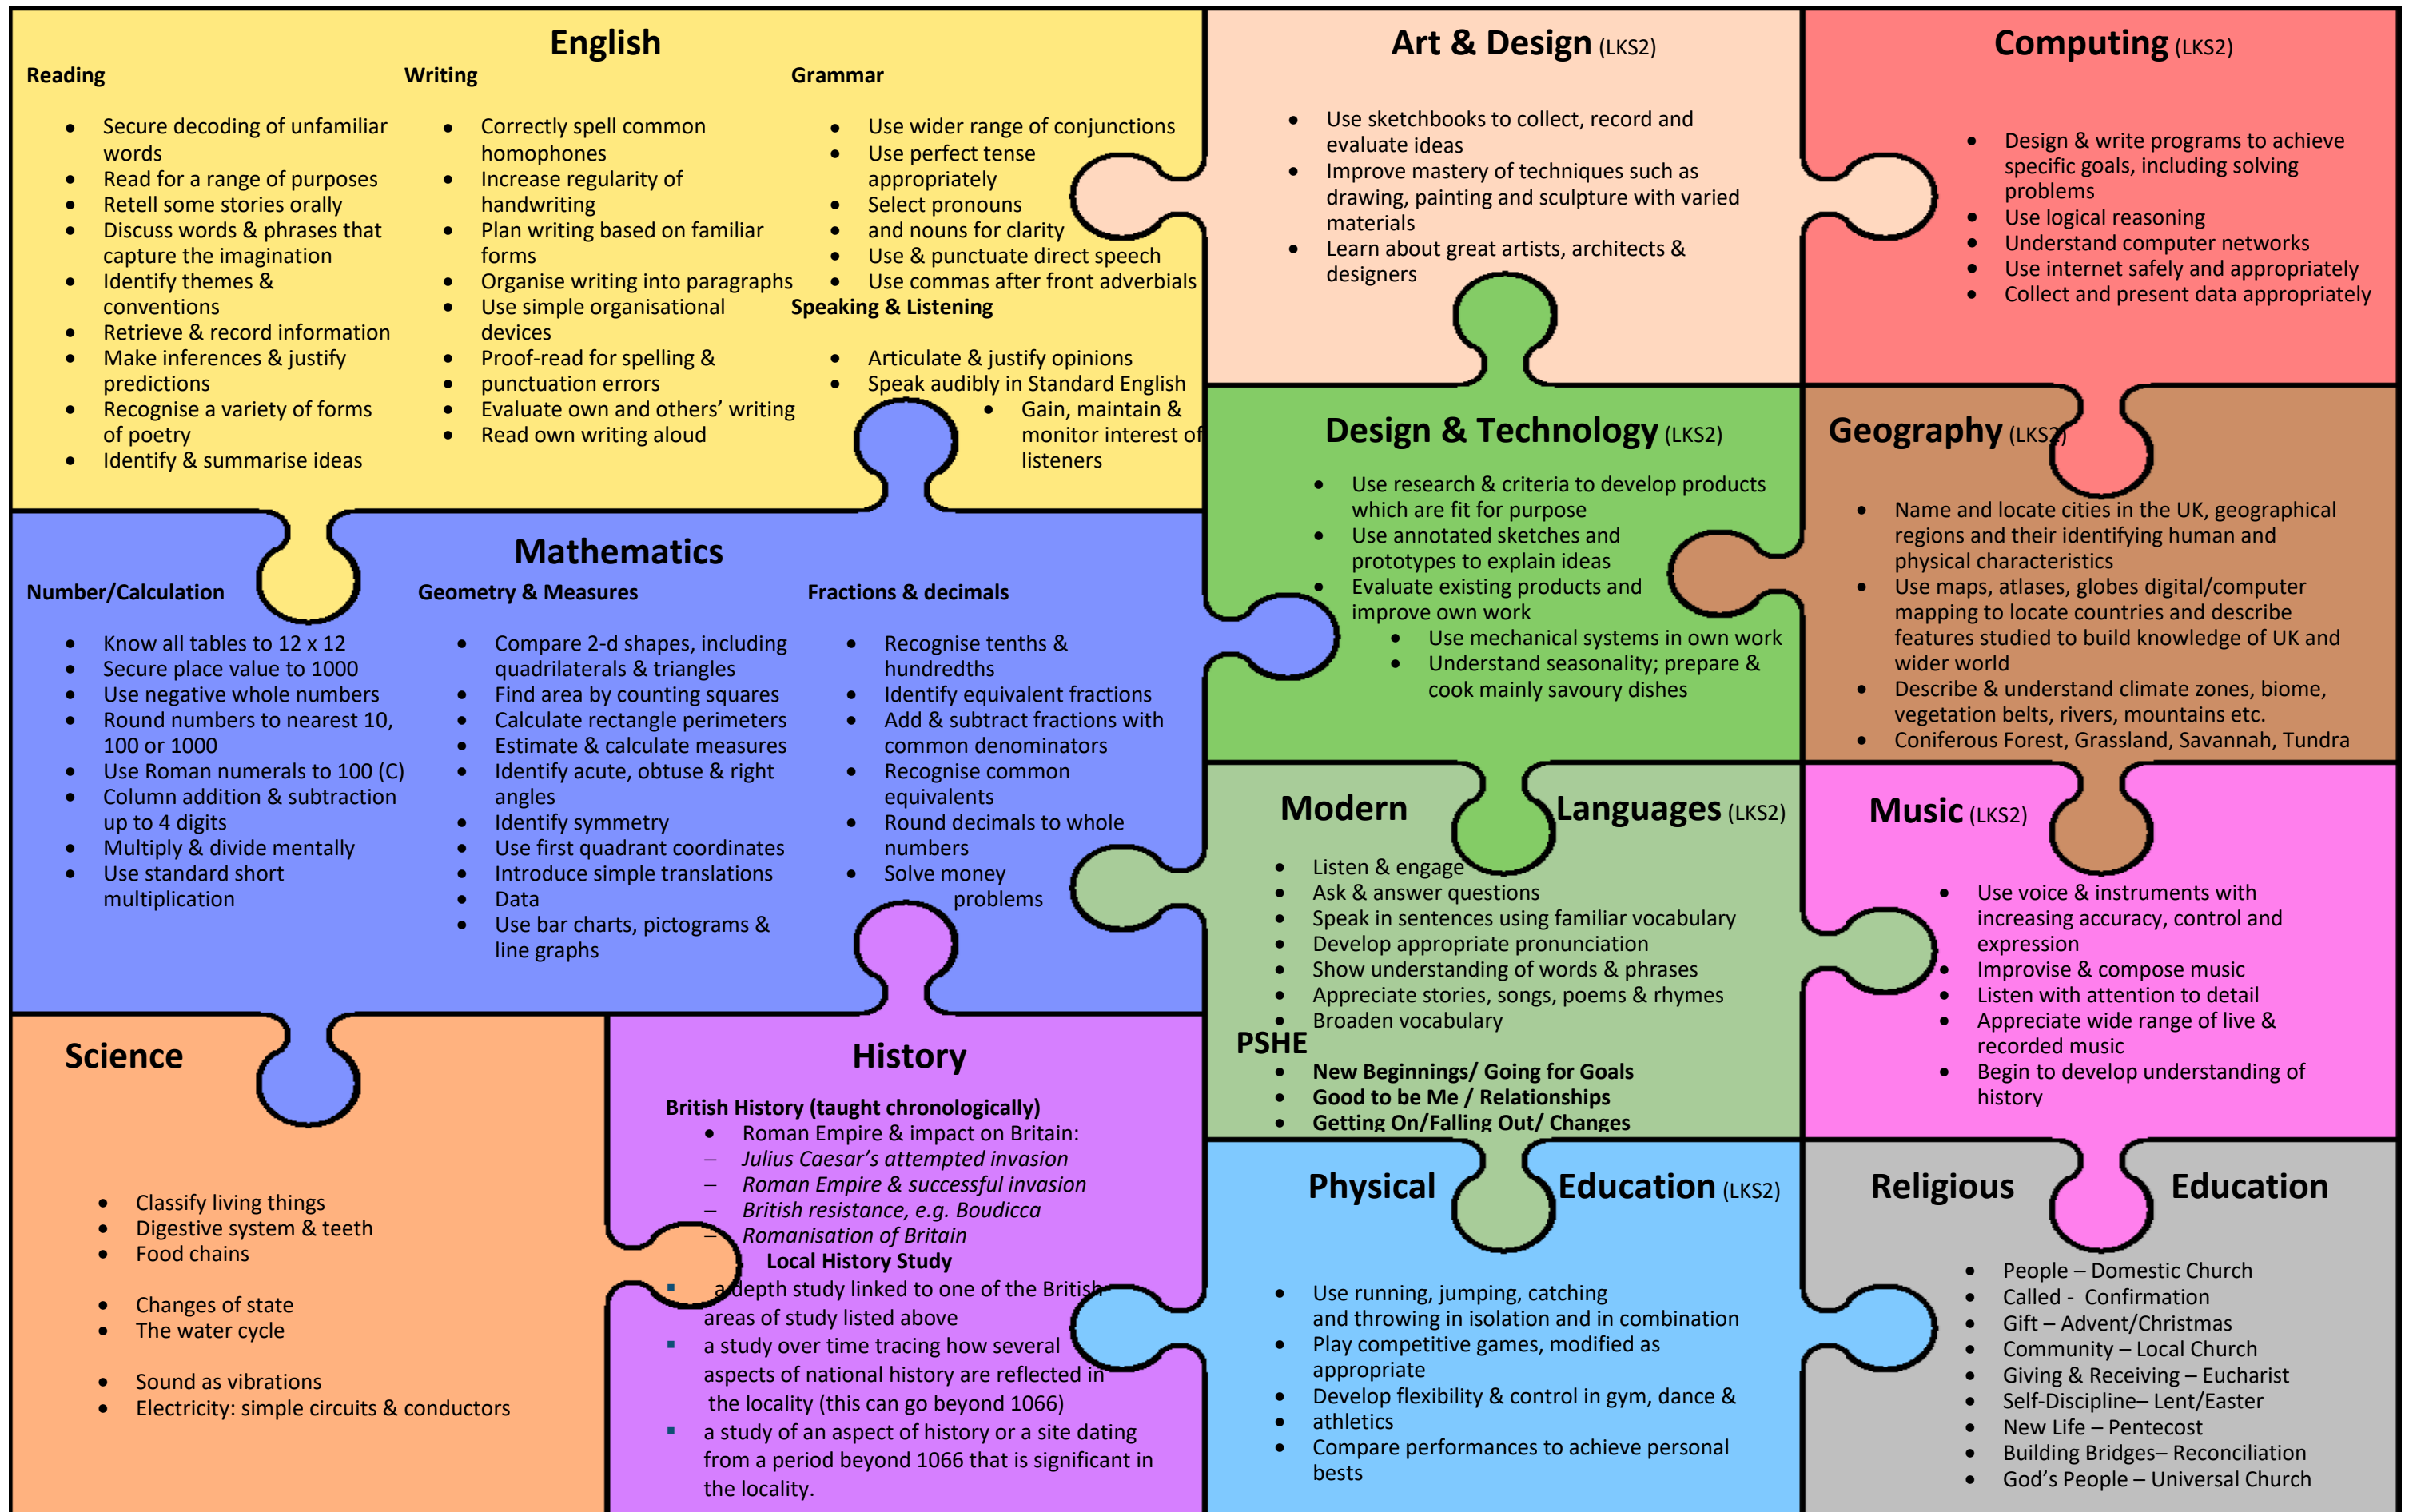 English
Reading
Secure decoding of unfamiliar
words
Read for a range of purposes
Retell some stories orally
Discuss words & phrases that
capture the imagination
Identify themes &
conventions
Retrieve & record information
Make inferences & justify
predictions
Recognise a variety of forms
of poetry
Identify & summarise ideas
Writing
Correctly spell common
homophones
Increase regularity of
handwriting
Plan writing based on familiar
forms
Organise writing into paragraphs
Use simple organisational
devices
Proof-read for spelling &
punctuation errors
Evaluate own and others’ writing
Read own writing aloud
Grammar
Use wider range of conjunctions
Use perfect tense
appropriately
Select pronouns
and nouns for clarity
Use & punctuate direct speech
Use commas after front adverbials
Speaking & Listening
Articulate & justify opinions
Speak audibly in Standard English
Gain, maintain &
monitor interest of
listeners
Art & Design (LKS2)
Use sketchbooks to collect, record and
evaluate ideas
Improve mastery of techniques such as
drawing, painting and sculpture with varied
materials
Learn about great artists, architects &
designers
Computing (LKS2)
Design & write programs to achieve
specific goals, including solving
problems
Use logical reasoning
Understand computer networks
Use internet safely and appropriately
Collect and present data appropriately
Mathematics
Number/Calculation
Know all tables to 12 x 12
Secure place value to 1000
Use negative whole numbers
Round numbers to nearest 10,
100 or 1000
Use Roman numerals to 100 (C)
Column addition & subtraction
up to 4 digits
Multiply & divide mentally
Use standard short
multiplication
Geometry & Measures
Compare 2-d shapes, including
quadrilaterals & triangles
Find area by counting squares
Calculate rectangle perimeters
Estimate & calculate measures
Identify acute, obtuse & right
angles
Identify symmetry
Use first quadrant coordinates
Introduce simple translations
Data
Use bar charts, pictograms &
line graphs
Fractions & decimals
Recognise tenths &
hundredths
Identify equivalent fractions
Add & subtract fractions with
common denominators
Recognise common
equivalents
Round decimals to whole
numbers
Solve money
problems
Design & Technology (LKS2)
Use research & criteria to develop products
which are fit for purpose
Use annotated sketches and
prototypes to explain ideas
Evaluate existing products and
improve own work
Use mechanical systems in own work
Understand seasonality; prepare &
cook mainly savoury dishes
Geography (LKS2)
Name and locate cities in the UK, geographical
regions and their identifying human and
physical characteristics
Use maps, atlases, globes digital/computer
mapping to locate countries and describe
features studied to build knowledge of UK and
wider world
Describe & understand climate zones, biome,
vegetation belts, rivers, mountains etc.
Coniferous Forest, Grassland, Savannah, Tundra
Modern Languages (LKS2)
Listen & engage
Ask & answer questions
Speak in sentences using familiar vocabulary
Develop appropriate pronunciation
Show understanding of words & phrases
Appreciate stories, songs, poems & rhymes
Broaden vocabulary
PSHE
New Beginnings/ Going for Goals
Good to be Me / Relationships
Getting On/Falling Out/ Changes
Music (LKS2)
Use voice & instruments with
increasing accuracy, control and
expression
Improvise & compose music
Listen with attention to detail
Appreciate wide range of live &
recorded music
Begin to develop understanding of
history
Science
Classify living things
Digestive system & teeth
Food chains
Changes of state
The water cycle
Sound as vibrations
Electricity: simple circuits & conductors
History
British History (taught chronologically)
Roman Empire & impact on Britain:
– Julius Caesar’s attempted invasion
– Roman Empire & successful invasion
– British resistance, e.g. Boudicca
– Romanisation of Britain
Local History Study
a depth study linked to one of the British
areas of study listed above
a study over time tracing how several
aspects of national history are reflected in
the locality (this can go beyond 1066)
a study of an aspect of history or a site dating
from a period beyond 1066 that is significant in
the locality.
Physical Education (LKS2)
Use running, jumping, catching
and throwing in isolation and in combination
Play competitive games, modified as
appropriate
Develop flexibility & control in gym, dance &
athletics
Compare performances to achieve personal
bests
Religious Education
People – Domestic Church
Called - Confirmation
Gift – Advent/Christmas
Community – Local Church
Giving & Receiving – Eucharist
Self-Discipline– Lent/Easter
New Life – Pentecost
Building Bridges– Reconciliation
God’s People – Universal Church